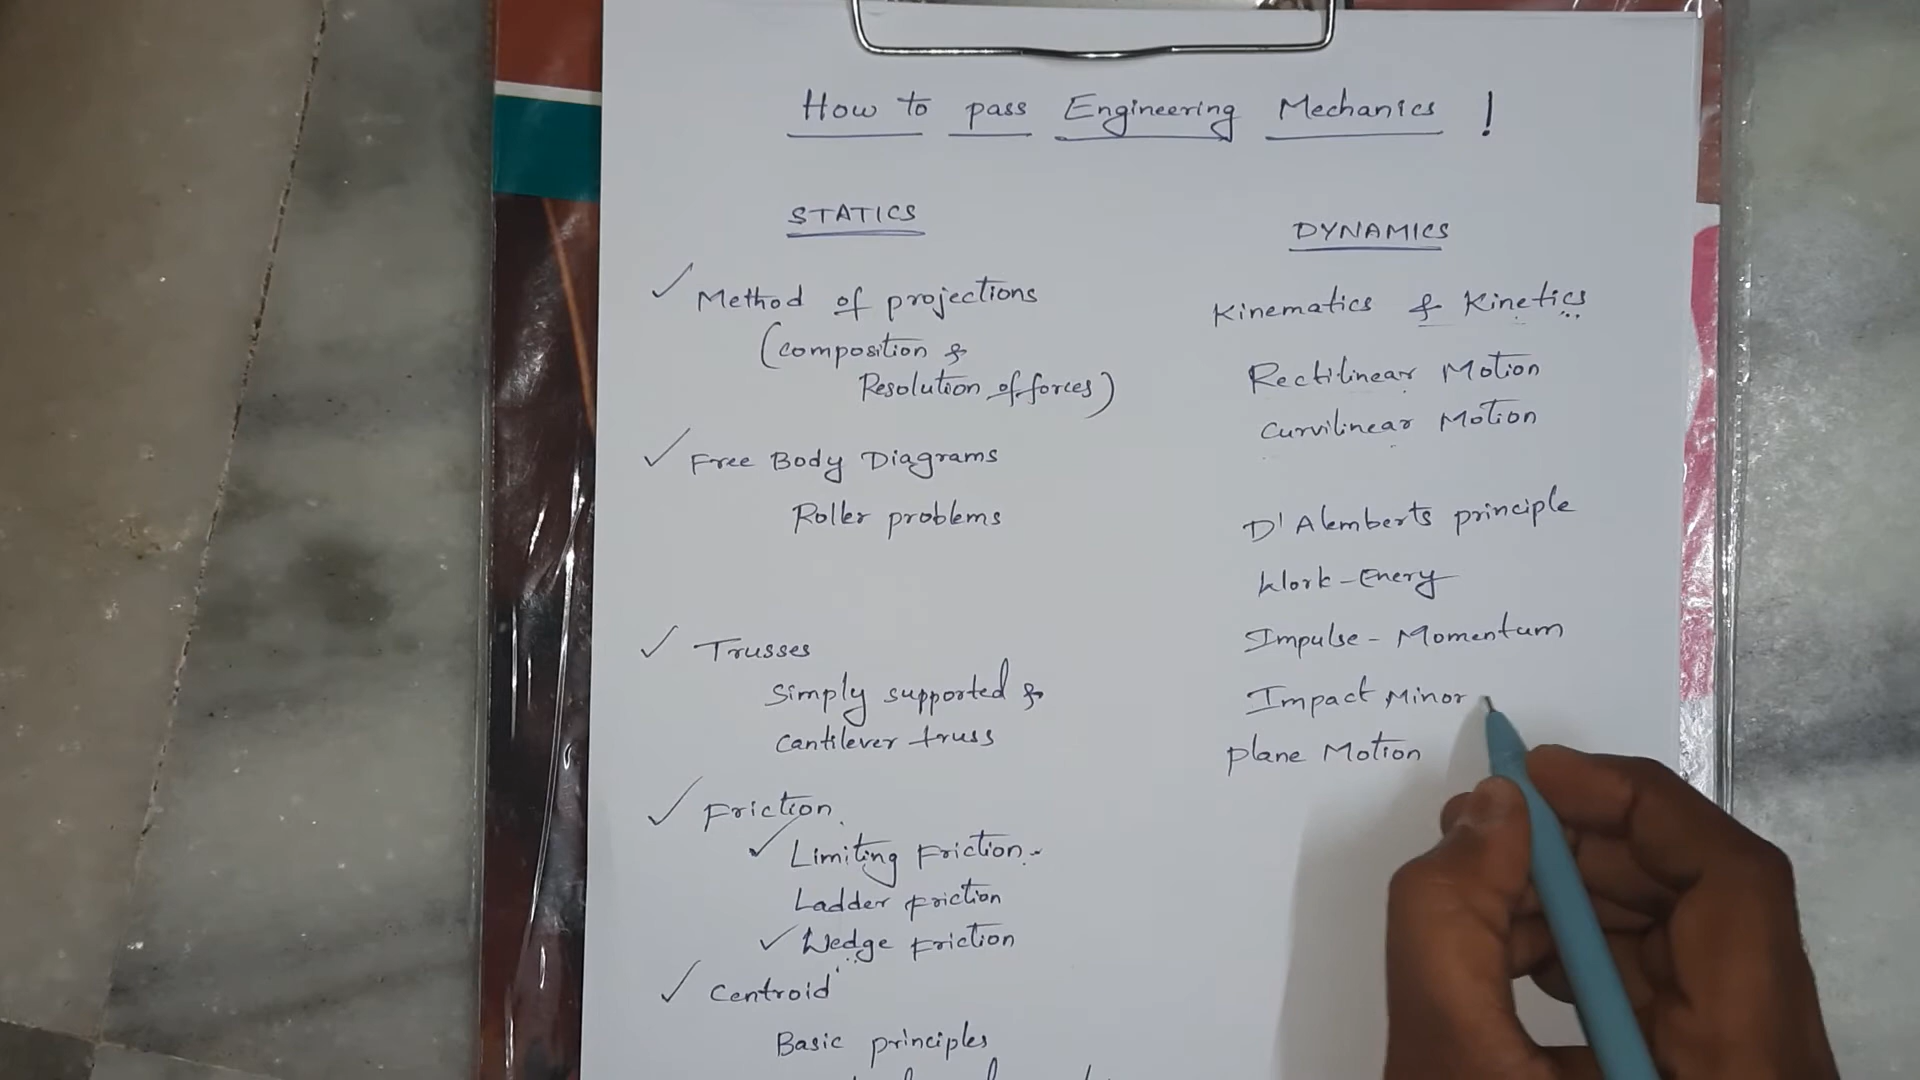 How to pass Engineering Mechanics !
STATICS
✓ Method of projections
(composition &
Resolution of forces)
✓ Free Body Diagrams
Roller problems
✓ Trusses
Simply supported &
Cantilever truss
✓ Friction
✓ Limiting Friction
Ladder Friction
✓ Wedge Friction
✓ Centroid
Basic principles
DYNAMICS
Kinematics & Kinetics
Rectilinear Motion
Curvilinear Motion
D'Alemberts principle
Work-Enery
Impulse - Momentum
Impact Minor
plane Motion